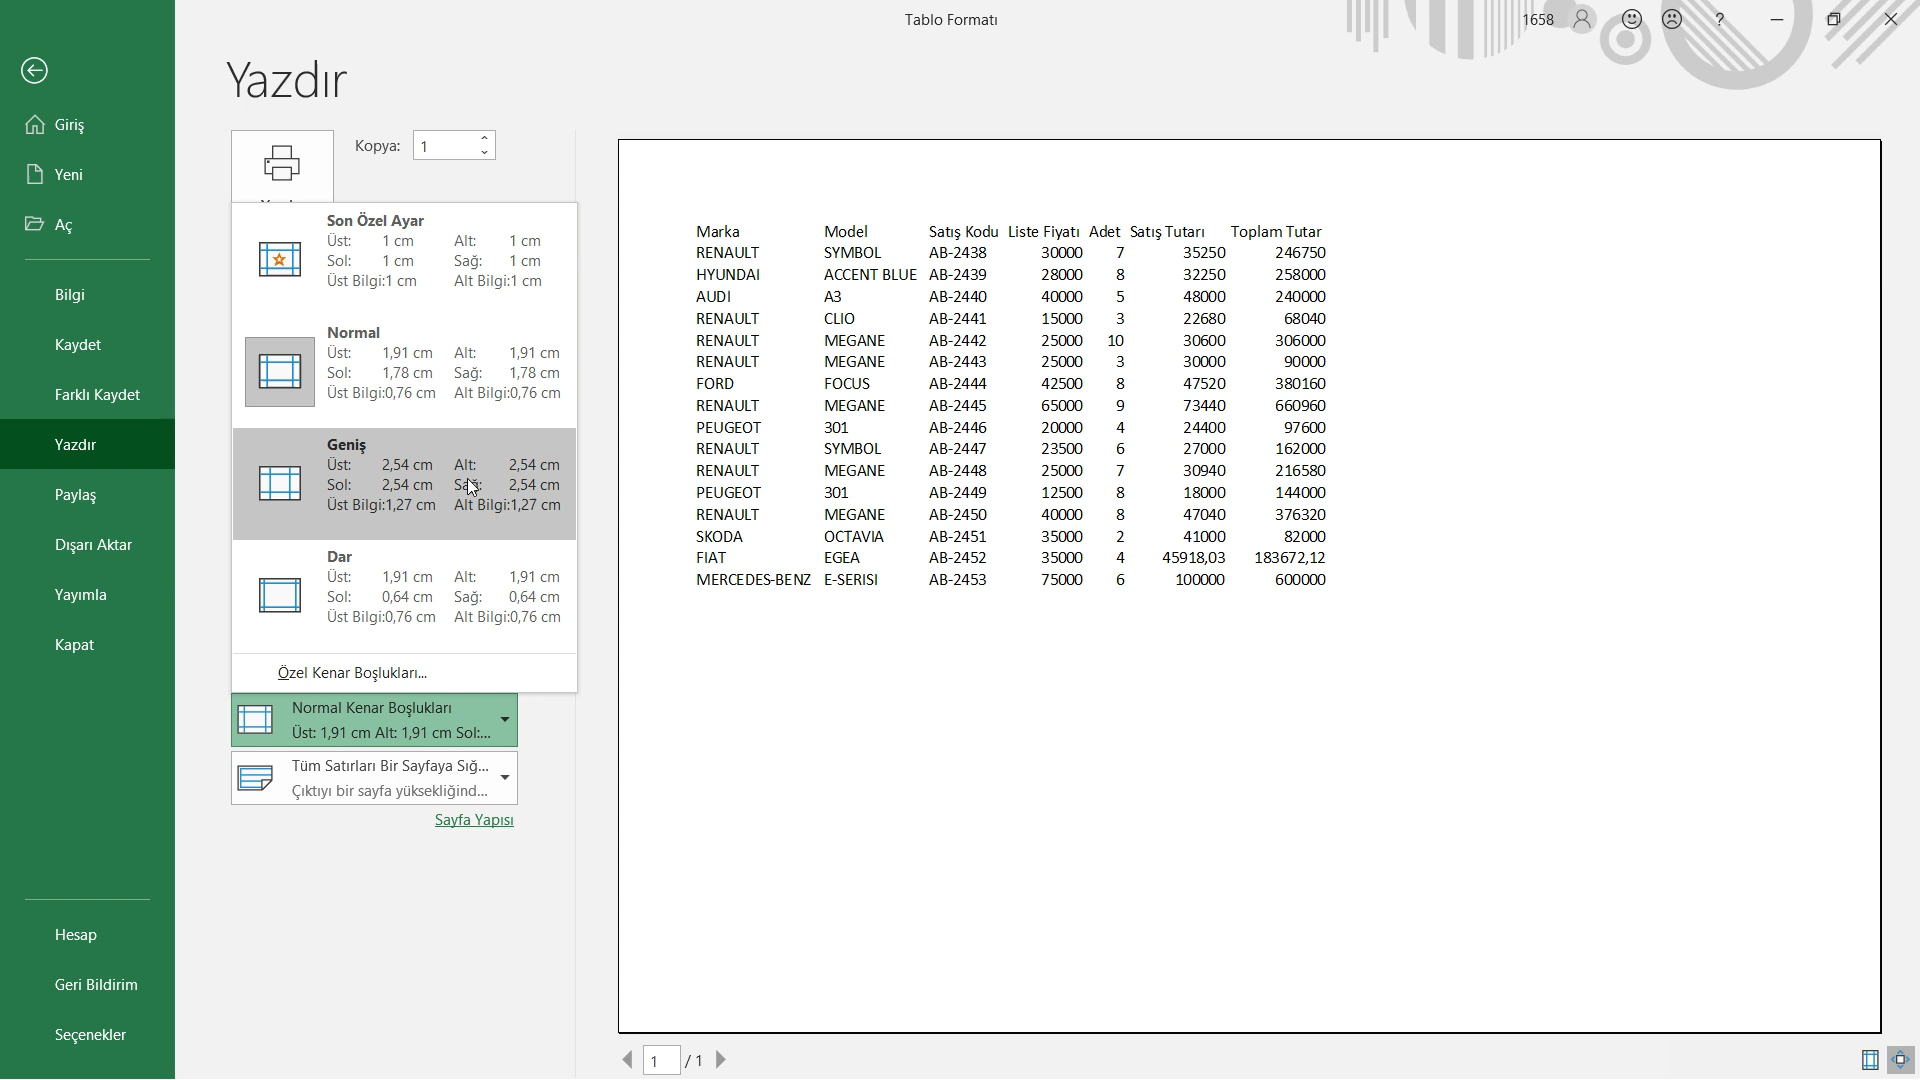 Tablo Formatı
1658
?
Yazdır
Giriş
Yeni
Aç
Bilgi
Kaydet
Farklı Kaydet
Yazdır
Paylaş
Dışarı Aktar
Yayımla
Kapat
Hesap
Geri Bildirim
Seçenekler
Kopya: 1
Son Özel Ayar
Üst: 1 cm Alt: 1 cm
Sol: 1 cm Sağ: 1 cm
Üst Bilgi:1 cm Alt Bilgi:1 cm
Normal
Üst: 1,91 cm Alt: 1,91 cm
Sol: 1,78 cm Sağ: 1,78 cm
Üst Bilgi:0,76 cm Alt Bilgi:0,76 cm
Geniş
Üst: 2,54 cm Alt: 2,54 cm
Sol: 2,54 cm Sağ: 2,54 cm
Üst Bilgi:1,27 cm Alt Bilgi:1,27 cm
Dar
Üst: 1,91 cm Alt: 1,91 cm
Sol: 0,64 cm Sağ: 0,64 cm
Üst Bilgi:0,76 cm Alt Bilgi:0,76 cm
Özel Kenar Boşlukları...
Normal Kenar Boşlukları
Üst: 1,91 cm Alt: 1,91 cm Sol:...
Tüm Satırları Bir Sayfaya Sığ...
Çıktıyı bir sayfa yüksekliğind...
Sayfa Yapısı
Marka Model Satış Kodu Liste Fiyatı Adet Satış Tutarı Toplam Tutar
RENAULT SYMBOL AB-2438 30000 7 35250 246750
HYUNDAI ACCENT BLUE AB-2439 28000 8 32250 258000
AUDI A3 AB-2440 40000 5 48000 240000
RENAULT CLIO AB-2441 15000 3 22680 68040
RENAULT MEGANE AB-2442 25000 10 30600 306000
RENAULT MEGANE AB-2443 25000 3 30000 90000
FORD FOCUS AB-2444 42500 8 47520 380160
RENAULT MEGANE AB-2445 65000 9 73440 660960
PEUGEOT 301 AB-2446 20000 4 24400 97600
RENAULT SYMBOL AB-2447 23500 6 27000 162000
RENAULT MEGANE AB-2448 25000 7 30940 216580
PEUGEOT 301 AB-2449 12500 8 18000 144000
RENAULT MEGANE AB-2450 40000 8 47040 376320
SKODA OCTAVIA AB-2451 35000 2 41000 82000
FIAT EGEA AB-2452 35000 4 45918,03 183672,12
MERCEDES-BENZ E-SERISI AB-2453 75000 6 100000 600000
1 / 1